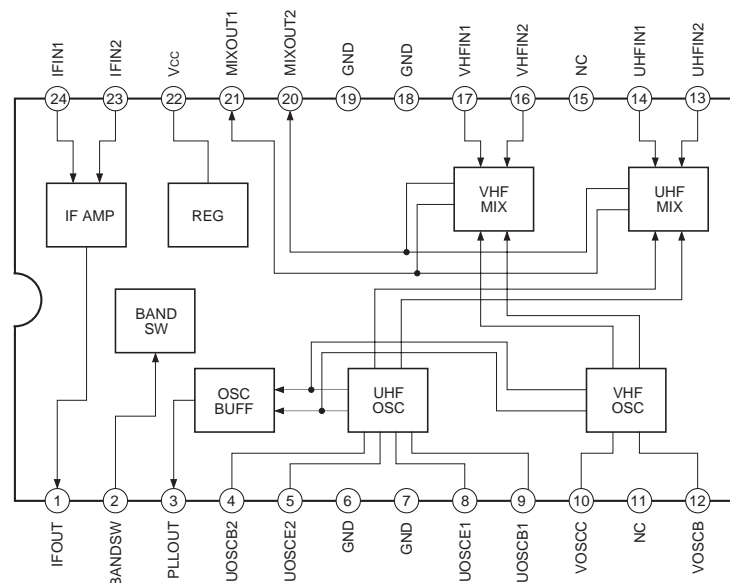 IFIN1
IFIN2
VCC
MIXOUT1
MIXOUT2
GND
GND
VHFIN1
VHFIN2
NC
UHFIN1
UHFIN2
24
23
22
21
20
19
18
17
16
15
14
13
IF AMP
REG
VHF
MIX
UHF
MIX
BAND
SW
OSC
BUFF
UHF
OSC
VHF
OSC
1
2
3
4
5
6
7
8
9
10
11
12
IFOUT
BANDSW
PLLOUT
UOSCB2
UOSCE2
GND
GND
UOSCE1
UOSCB1
VOSCC
NC
VOSCB